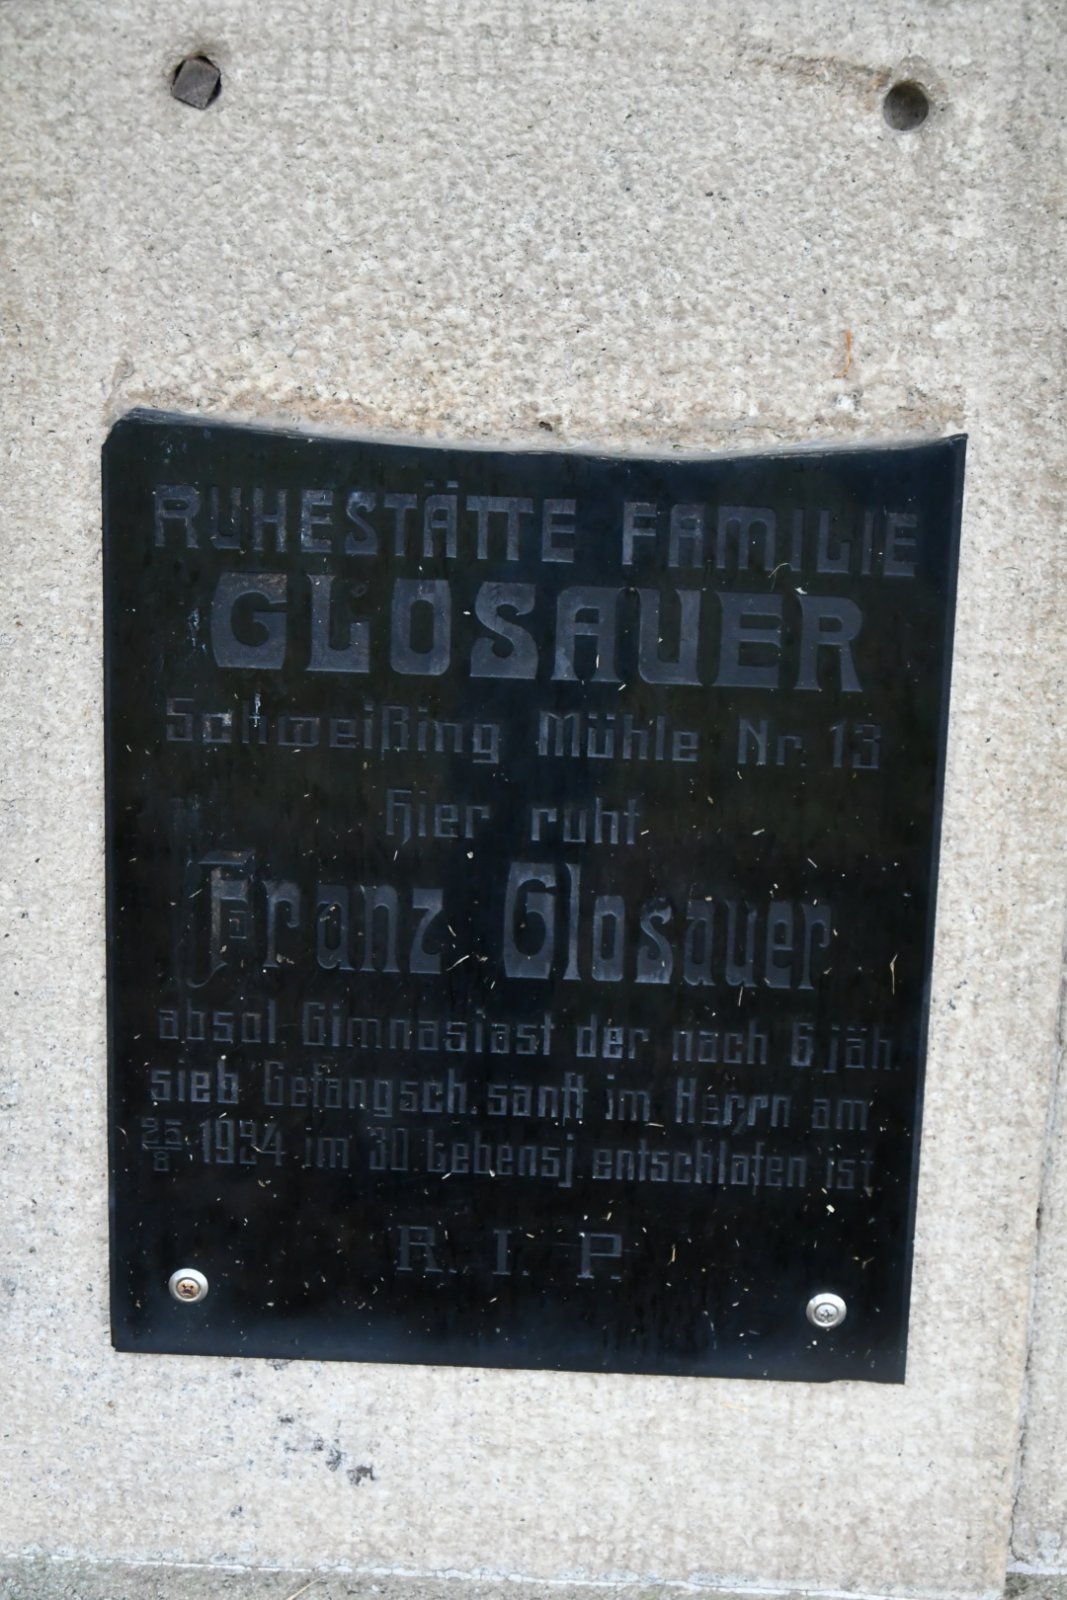 RUHESTÄTTE FAMILIE
GLOSAUER
Schweißing Mühle Nr. 13
Hier ruht
Franz Glosauer
absol. Gimnasiast der nach 6 jäh.
sieb Gefangsch. sanft im Herrn am
25/8 1924 im 30 Lebensj entschlafen ist
R. I. P.